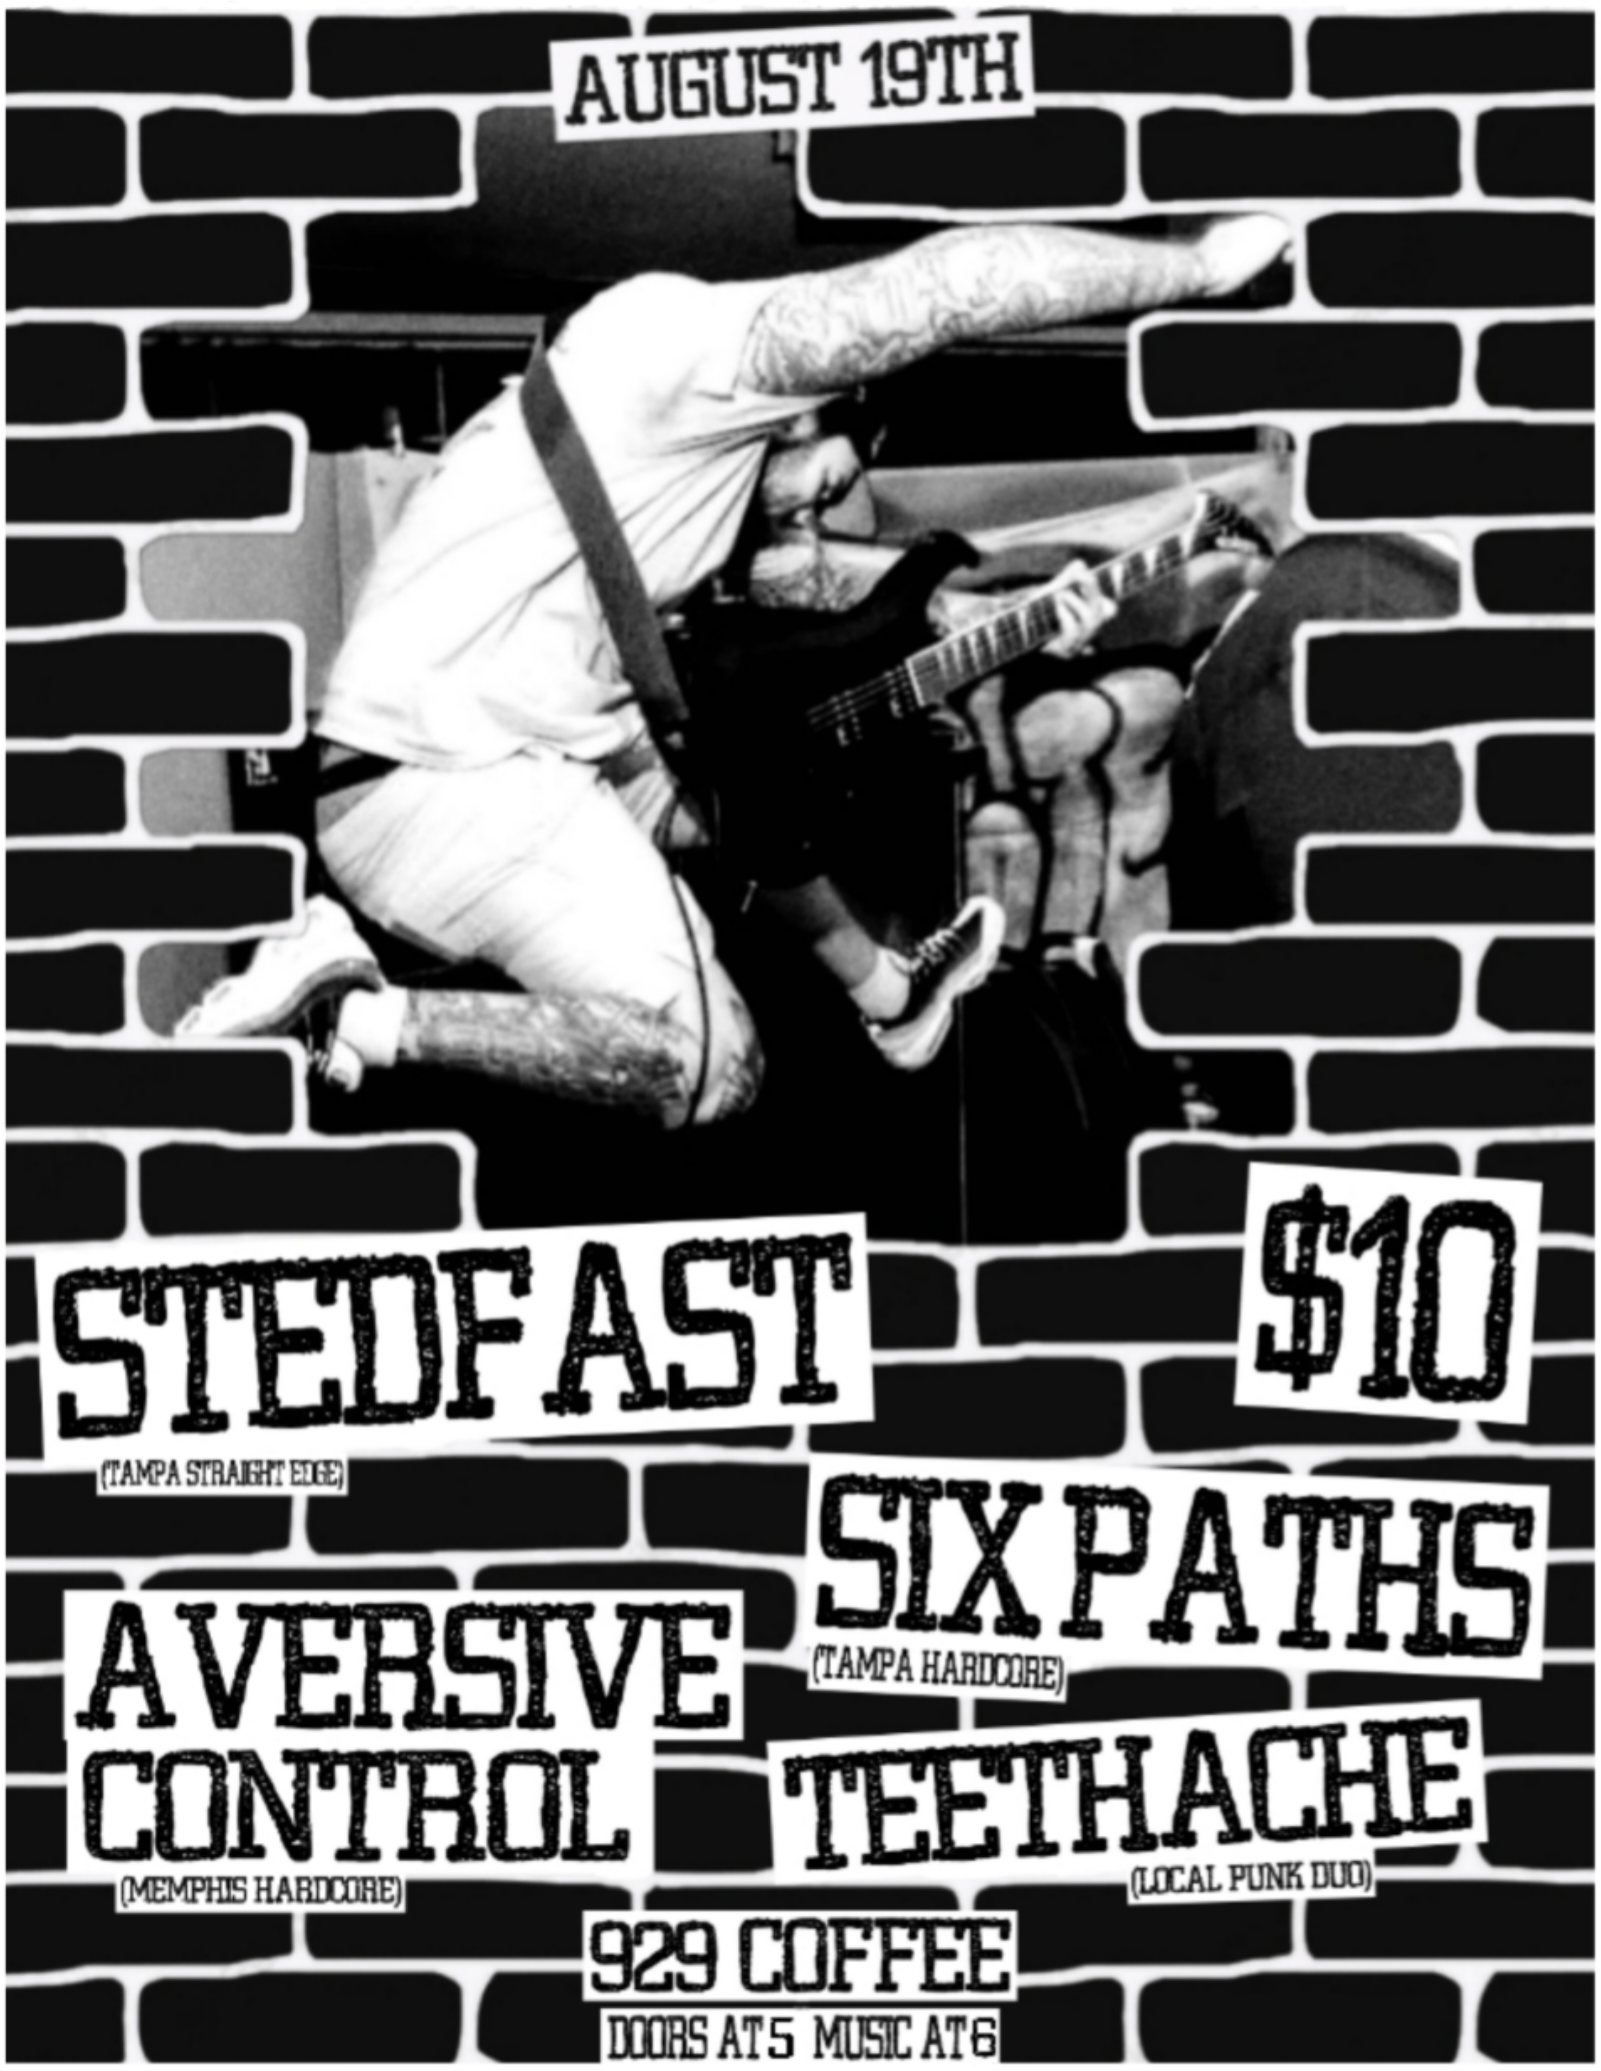 AUGUST 19TH
$10
STEDFAST
(TAMPA STRAIGHT EDGE)
SIX PATHS
(TAMPA HARDCORE)
AVERSIVE
CONTROL
(MEMPHIS HARDCORE)
TEETHACHE
(LOCAL PUNK DUO)
929 COFFEE
DOORS AT 5 MUSIC AT 6